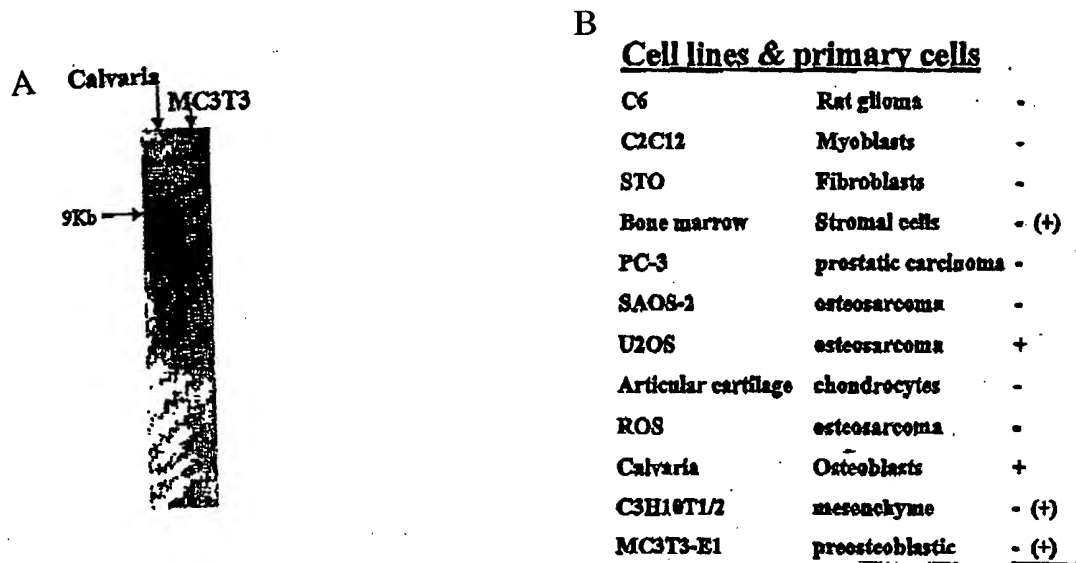 A
Calvaria
MC3T3
9Kb
B
Cell lines & primary cells
C6 Rat glioma -
C2C12 Myoblasts -
STO Fibroblasts -
Bone marrow Stromal cells - (+)
PC-3 prostatic carcinoma -
SAOS-2 osteosarcoma -
U2OS osteosarcoma +
Articular cartilage chondrocytes -
ROS osteosarcoma -
Calvaria Osteoblasts +
C3H10T1/2 mesenchyme - (+)
MC3T3-E1 preosteoblastic - (+)